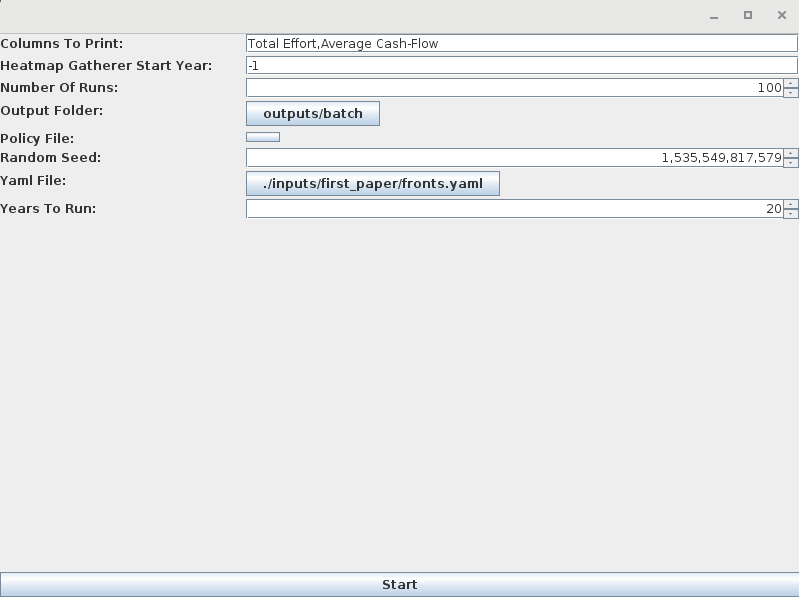 Columns To Print: Total Effort,Average Cash-Flow
Heatmap Gatherer Start Year: -1
Number Of Runs: 100
Output Folder: outputs/batch
Policy File:
Random Seed: 1,535,549,817,579
Yaml File: ./inputs/first_paper/fronts.yaml
Years To Run: 20
Start